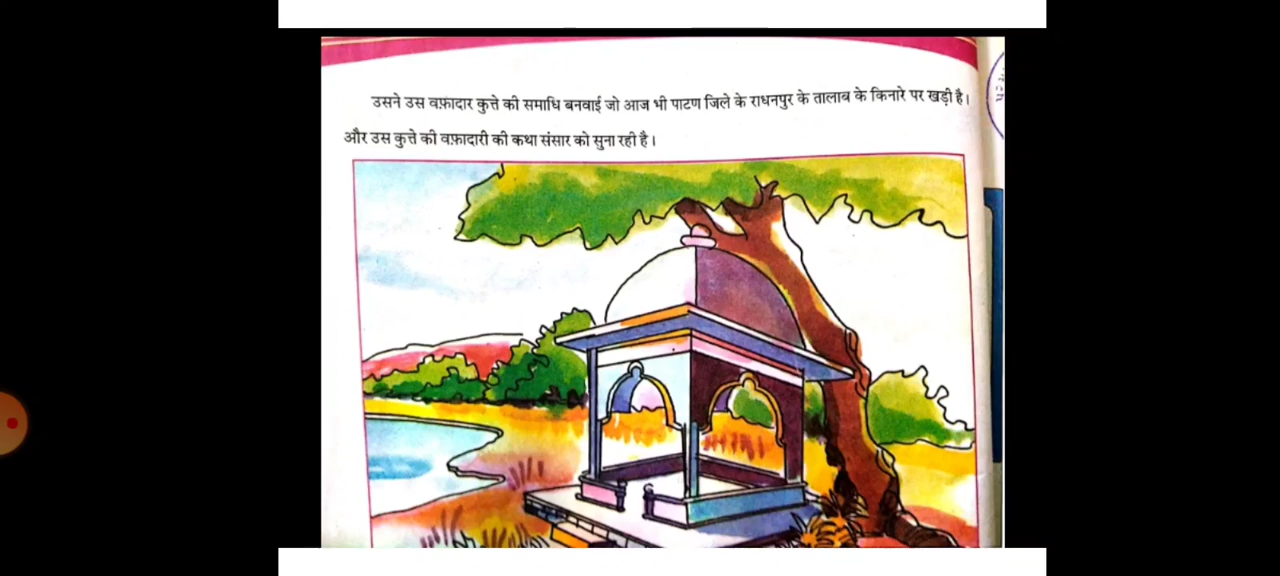 उसने उस वफ़ादार कुत्ते की समाधि बनवाई जो आज भी पाटण जिले के राधनपुर के तालाब के किनारे पर खड़ी है।
और उस कुत्ते की वफ़ादारी की कथा संसार को सुना रही है।